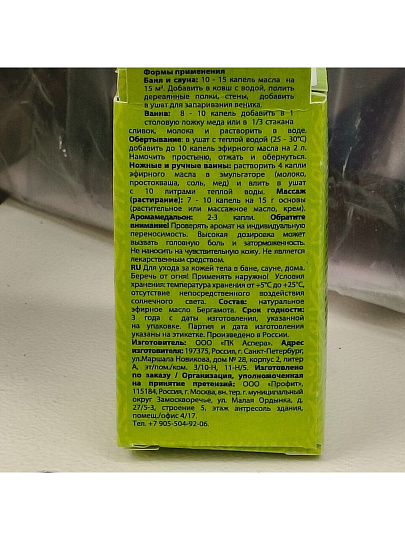 Формы применения
Баня и сауна: 10 - 15 капель масла на
15 м³. Добавить в ковш с водой, полить
деревянные полки, стены, добавить
в ушат для запаривания веника.
Ванна: 8 - 10 капель добавить в 1
столовую ложку меда или в 1/3 стакана
сливок, молока и растворить в воде.
Обертывание: в ушат с теплой водой (25 - 30°С)
добавить до 10 капель эфирного масла на 2 л.
Намочить простыню, отжать и обернуться.
Ножные и ручные ванны: растворить 4 капли
эфирного масла в эмульгаторе (молоко,
простокваша, соль, мед) и влить в ушат
с 10 литрами теплой воды. Массаж
(растирание): 7 - 10 капель на 15 г основы
(растительное или массажное масло, крем).
Аромамедальон: 2-3 капли. Обратите
внимание! Проверять аромат на индивидуальную
переносимость. Высокая дозировка может
вызвать головную боль и заторможенность.
Не наносить на чувствительную кожу. Не является
лекарственным средством.
RU Для ухода за кожей тела в бане, сауне, дома.
Беречь от огня! Применять наружно! Условия
хранения: температура хранения от +5°С до +25°С,
отсутствие непосредственного воздействия
солнечного света. Состав: натуральное
эфирное масло Бергамота. Срок годности:
3 года с даты изготовления, указанной
на упаковке. Партия и дата изготовления
указаны на этикетке. Произведено в России.
Изготовитель: ООО «ПК Аспера». Адрес
изготовителя: 197375, Россия, г. Санкт-Петербург,
ул.Маршала Новикова, дом № 28, корпус 2, литер
А, эт/пом./ком. 3/10-Н, 11-Н/5. Изготовлено
по заказу / Организация, уполномоченная
на принятие претензий: ООО «Профит»,
115184, Россия, г. Москва, вн. тер. г. муниципальный
округ Замоскворечье, ул. Малая Ордынка, д.
27/5-3, строение 5, этаж антресоль здания,
помещ./офис 4/17.
Тел. +7 905-504-92-06.